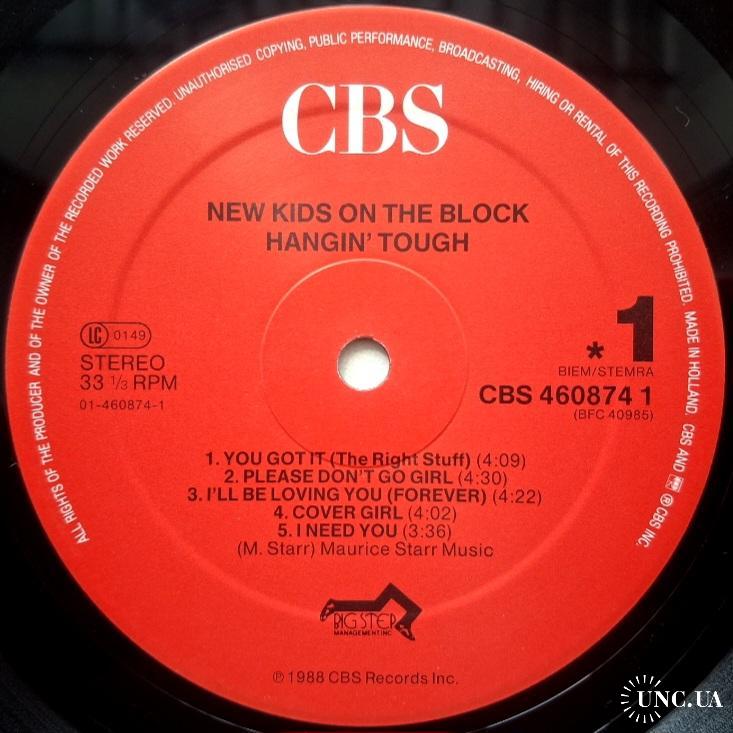 ALL RIGHTS OF THE PRODUCER AND OF THE OWNER OF THE RECORDED WORK RESERVED. UNAUTHORISED COPYING, PUBLIC PERFORMANCE, BROADCASTING, HIRING OR RENTAL OF THIS RECORDING PROHIBITED. MADE IN HOLLAND. CBS AND ℗ CBS INC.
CBS
NEW KIDS ON THE BLOCK
HANGIN' TOUGH
LC 0149
STEREO
33 1/3 RPM
01-460874-1
* 1
BIEM/STEMRA
CBS 460874 1
(BFC 40985)
1. YOU GOT IT (The Right Stuff) (4:09)
2. PLEASE DON'T GO GIRL (4:30)
3. I'LL BE LOVING YOU (FOREVER) (4:22)
4. COVER GIRL (4:02)
5. I NEED YOU (3:36)
(M. Starr) Maurice Starr Music
BIG STEP
MANAGEMENT INC
℗ 1988 CBS Records Inc.
UNC.UA